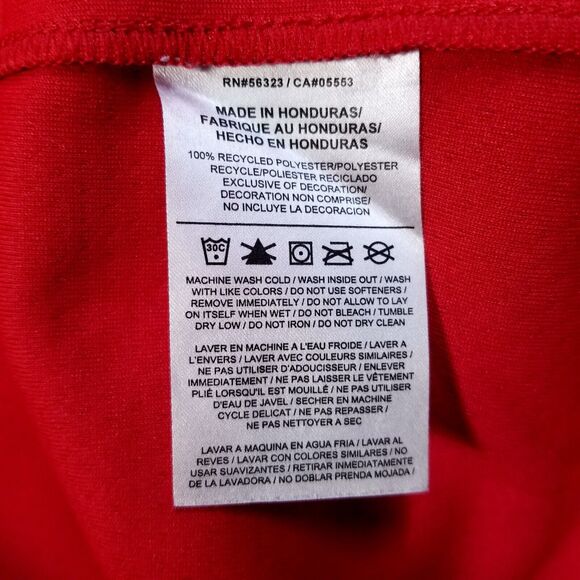 RN#56323 / CA#05553
MADE IN HONDURAS/
FABRIQUE AU HONDURAS/
HECHO EN HONDURAS
100% RECYCLED POLYESTER/POLYESTER
RECYCLE/POLIESTER RECICLADO
EXCLUSIVE OF DECORATION/
DECORATION NON COMPRISE/
NO INCLUYE LA DECORACION
30C
MACHINE WASH COLD / WASH INSIDE OUT / WASH
WITH LIKE COLORS / DO NOT USE SOFTENERS /
REMOVE IMMEDIATELY / DO NOT ALLOW TO LAY
ON ITSELF WHEN WET / DO NOT BLEACH / TUMBLE
DRY LOW / DO NOT IRON / DO NOT DRY CLEAN
LAVER EN MACHINE A L'EAU FROIDE / LAVER A
L'ENVERS / LAVER AVEC COULEURS SIMILAIRES /
NE PAS UTILISER D'ADOUCISSEUR / ENLEVER
IMMEDIATEMENT / NE PAS LAISSER LE VÊTEMENT
PLIÉ LORSQU'IL EST MOUILLÉ / NE PAS UTILISER
D'EAU DE JAVEL / SECHER EN MACHINE
CYCLE DELICAT / NE PAS REPASSER /
NE PAS NETTOYER A SEC
LAVAR A MAQUINA EN AGUA FRIA / LAVAR AL
REVES / LAVAR CON COLORES SIMILARES / NO
USAR SUAVIZANTES / RETIRAR INMEDIATAMENTE
DE LA LAVADORA / NO DOBLAR PRENDA MOJADA /